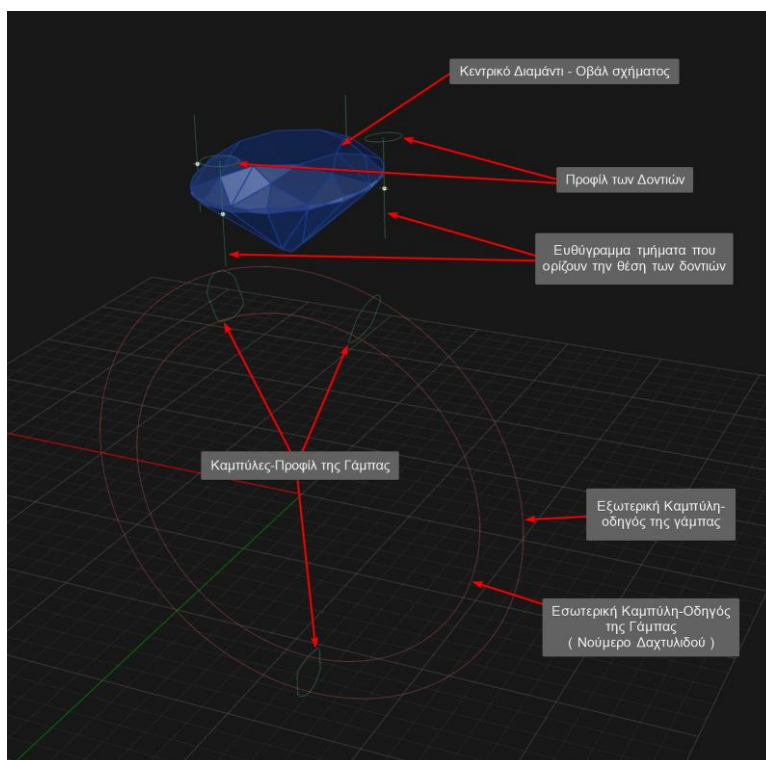 Κεντρικό Διαμάντι - Οβάλ σχήματος
Προφίλ των Δοντιών
Ευθύγραμμα τμήματα που
ορίζουν την θέση των δοντιών
Καμπύλες-Προφίλ της Γάμπας
Εξωτερική Καμπύλη-
οδηγός της γάμπας
Εσωτερική Καμπύλη-Οδηγός
της Γάμπας
( Νούμερο Δαχτυλιδού )